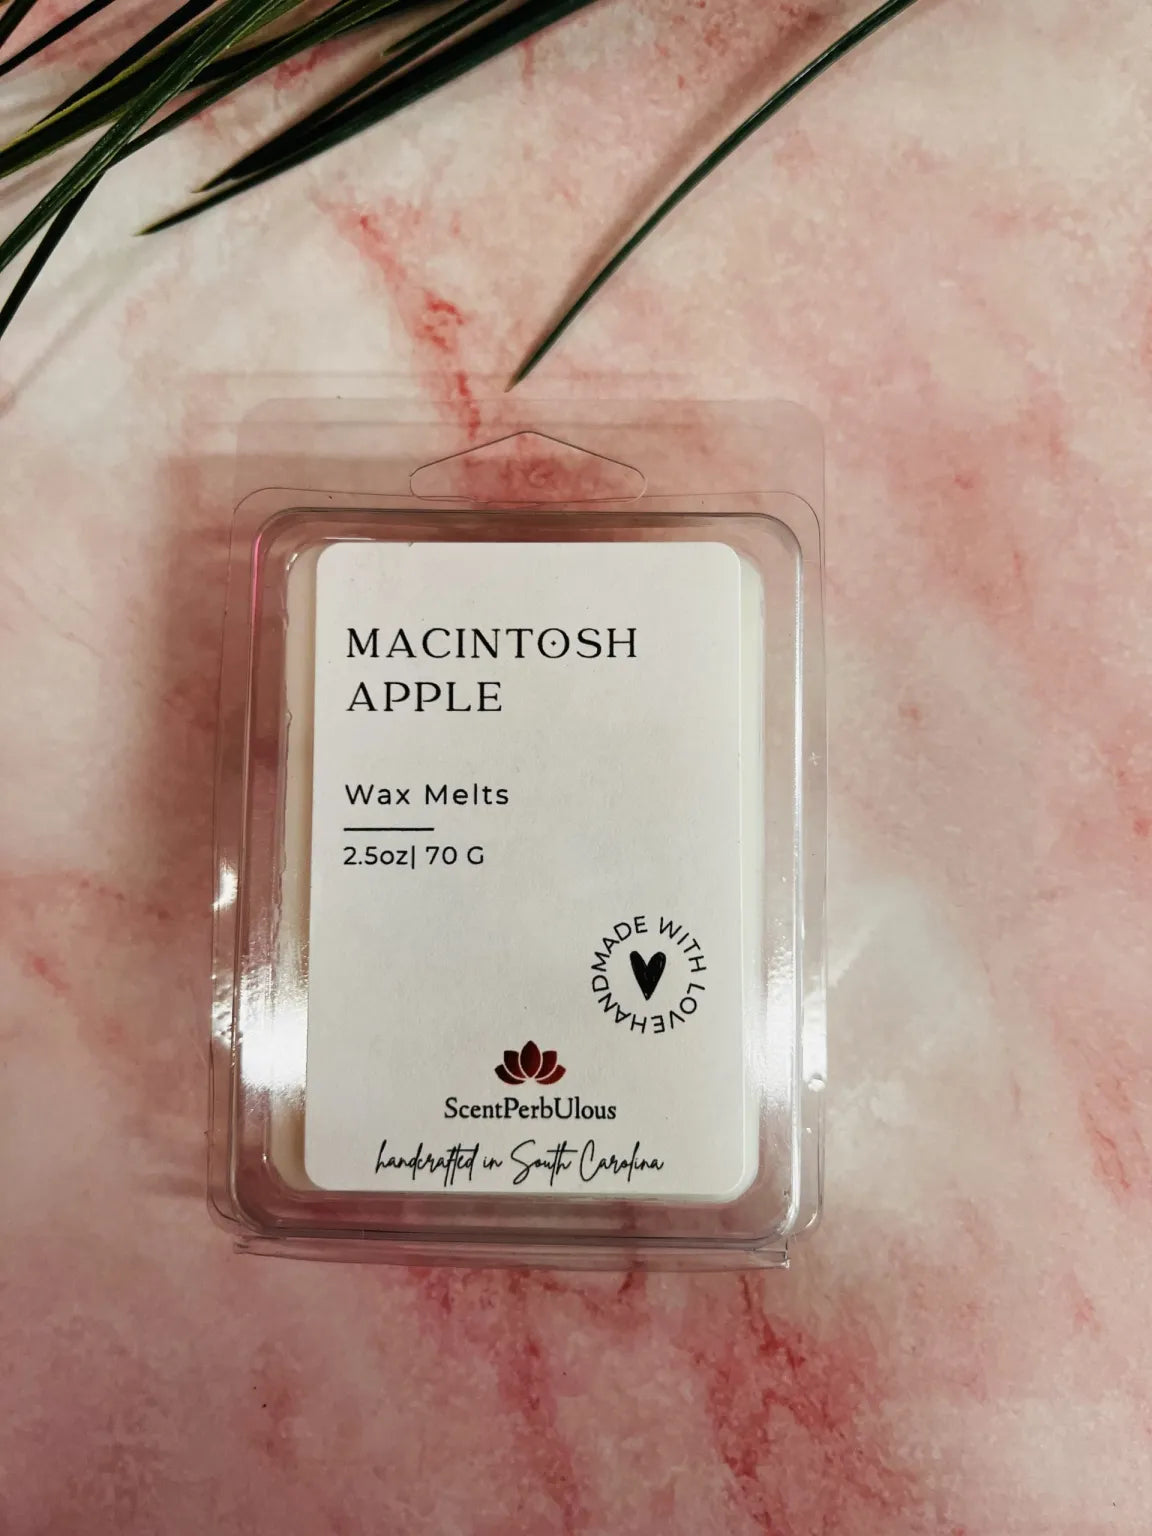 MACINTOSH
APPLE
Wax Melts
2.5oz| 70 G
HANDMADE WITH LOVE
ScentPerbUlous
handcrafted in South Carolina